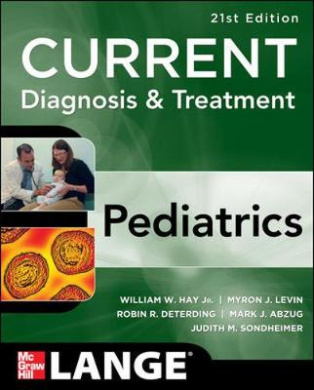 21st Edition
CURRENT
Diagnosis & Treatment
Pediatrics
WILLIAM W. HAY JR. | MYRON J. LEVIN
ROBIN R. DETERDING | MARK J. ABZUG
JUDITH M. SONDHEIMER
Mc
Graw
Hill
LANGE®